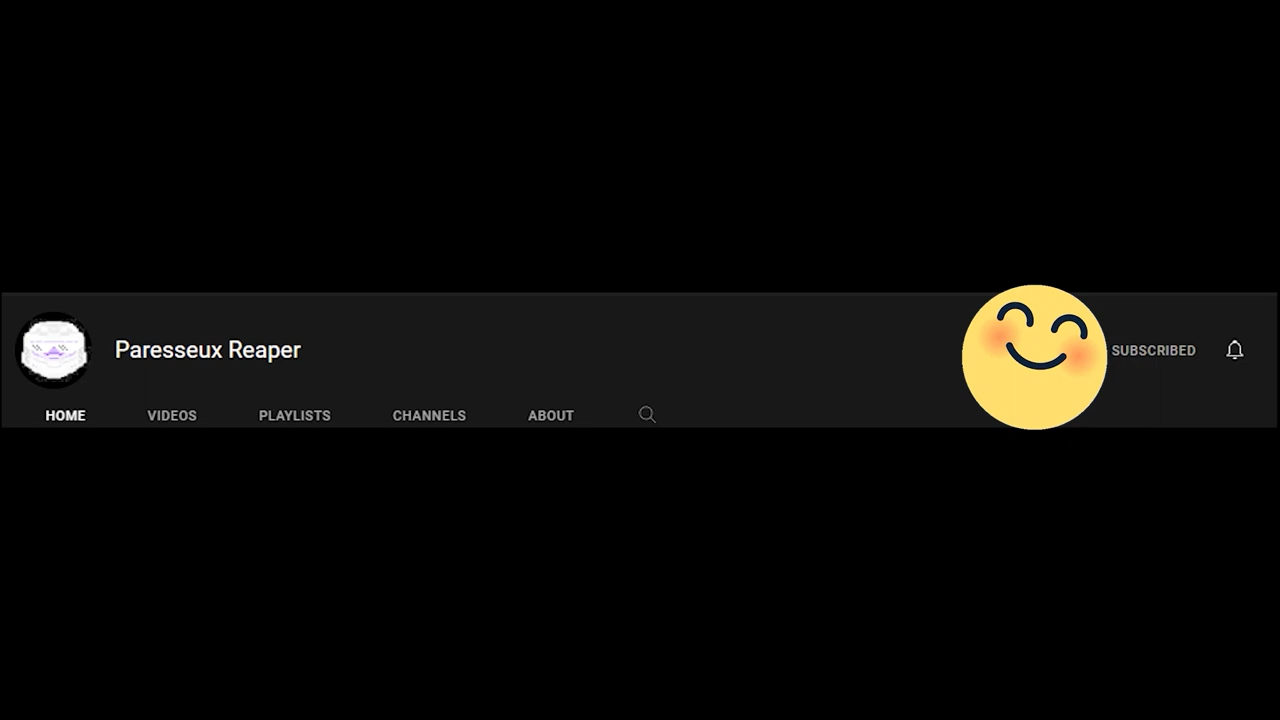 Paresseux Reaper
SUBSCRIBED
HOME VIDEOS PLAYLISTS CHANNELS ABOUT